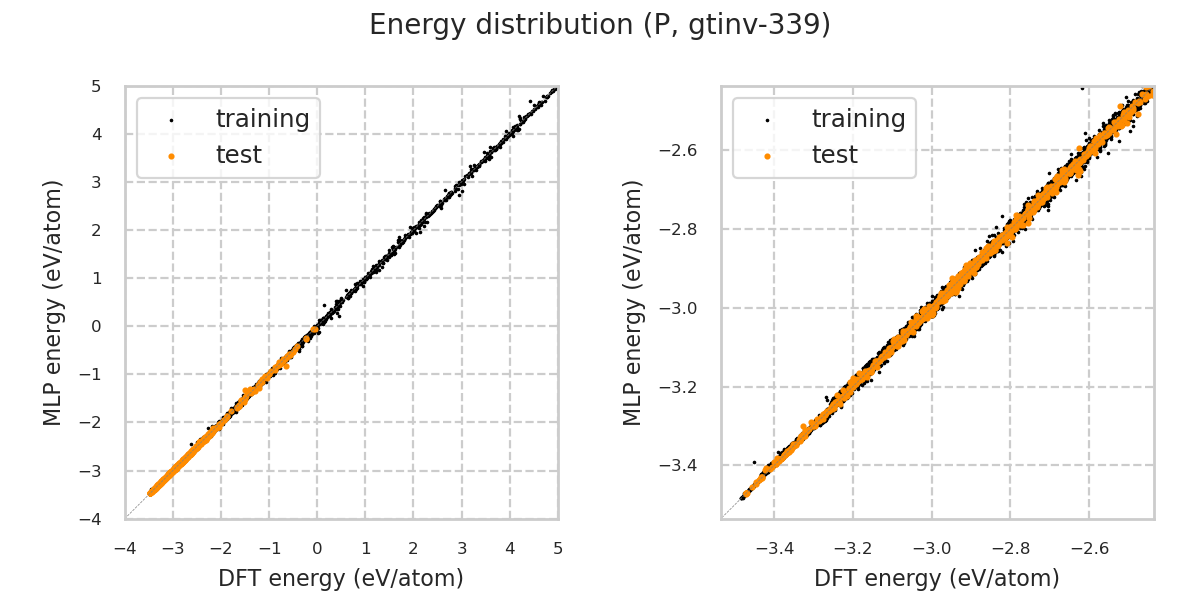 Energy distribution (P, gtinv-339)
MLP energy (eV/atom)
5
4
3
2
1
0
−1
−2
−3
−4
training
test
−4 −3 −2 −1 0 1 2 3 4 5
DFT energy (eV/atom)
MLP energy (eV/atom)
−2.6
−2.8
−3.0
−3.2
−3.4
training
test
−3.4 −3.2 −3.0 −2.8 −2.6
DFT energy (eV/atom)